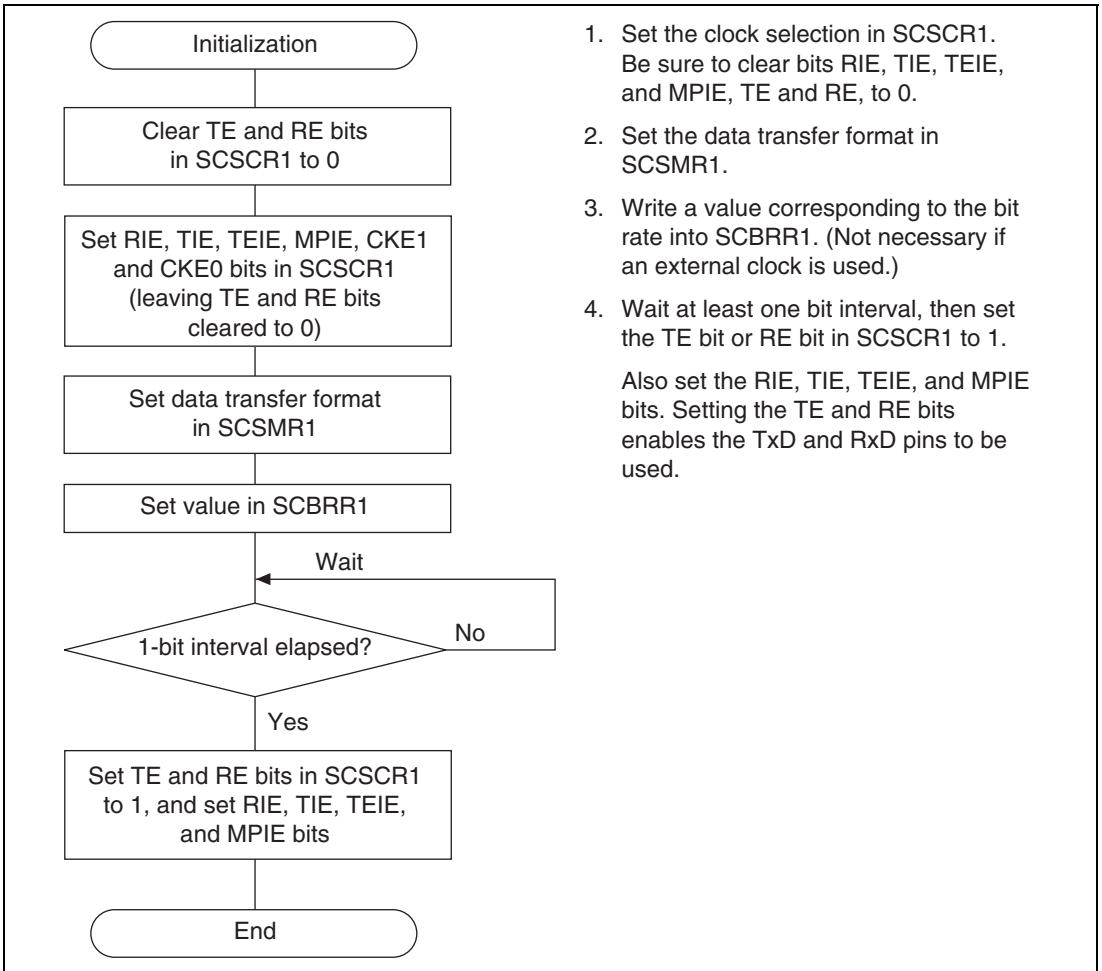 Initialization
Clear TE and RE bits
in SCSCR1 to 0
Set RIE, TIE, TEIE, MPIE, CKE1
and CKE0 bits in SCSCR1
(leaving TE and RE bits
cleared to 0)
Set data transfer format
in SCSMR1
Set value in SCBRR1
Wait
1-bit interval elapsed?
No
Yes
Set TE and RE bits in SCSCR1
to 1, and set RIE, TIE, TEIE,
and MPIE bits
End
1. Set the clock selection in SCSCR1.
Be sure to clear bits RIE, TIE, TEIE,
and MPIE, TE and RE, to 0.
2. Set the data transfer format in
SCSMR1.
3. Write a value corresponding to the bit
rate into SCBRR1. (Not necessary if
an external clock is used.)
4. Wait at least one bit interval, then set
the TE bit or RE bit in SCSCR1 to 1.
Also set the RIE, TIE, TEIE, and MPIE
bits. Setting the TE and RE bits
enables the TxD and RxD pins to be
used.